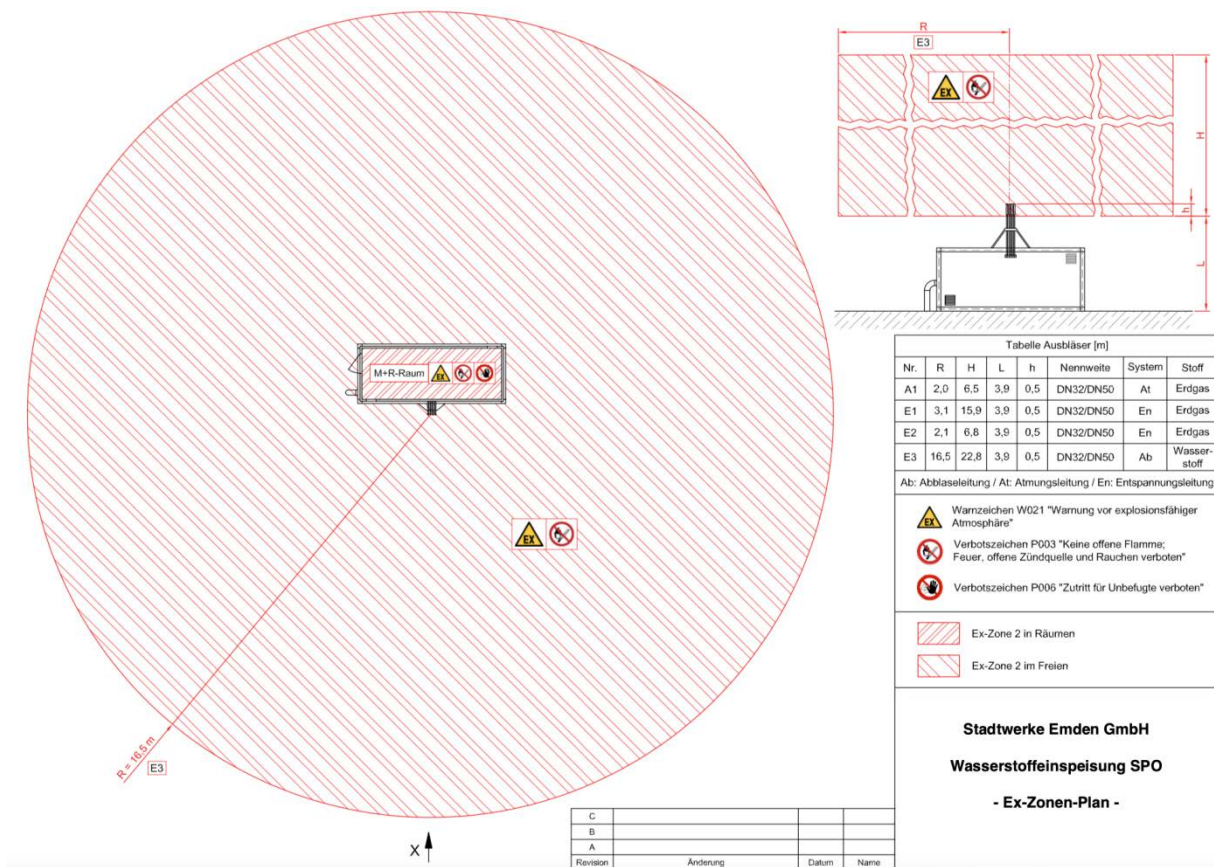 R
E3
EX
H
h
L
M+R-Raum
EX
EX
R = 16,5 m
E3
X
Tabelle Ausbläser [m]
Nr. R H L h Nennweite System Stoff
A1 2,0 6,5 3,9 0,5 DN32/DN50 At Erdgas
E1 3,1 15,9 3,9 0,5 DN32/DN50 En Erdgas
E2 2,1 6,8 3,9 0,5 DN32/DN50 En Erdgas
E3 16,5 22,8 3,9 0,5 DN32/DN50 Ab Wasser-
stoff
Ab: Abblaseleitung / At: Atmungsleitung / En: Entspannungsleitung
EX
Warnzeichen W021 "Warnung vor explosionsfähiger
Atmosphäre"
Verbotszeichen P003 "Keine offene Flamme;
Feuer, offene Zündquelle und Rauchen verboten"
Verbotszeichen P006 "Zutritt für Unbefugte verboten"
Ex-Zone 2 in Räumen
Ex-Zone 2 im Freien
Stadtwerke Emden GmbH
Wasserstoffeinspeisung SPO
- Ex-Zonen-Plan -
C
B
A
Revision Änderung Datum Name